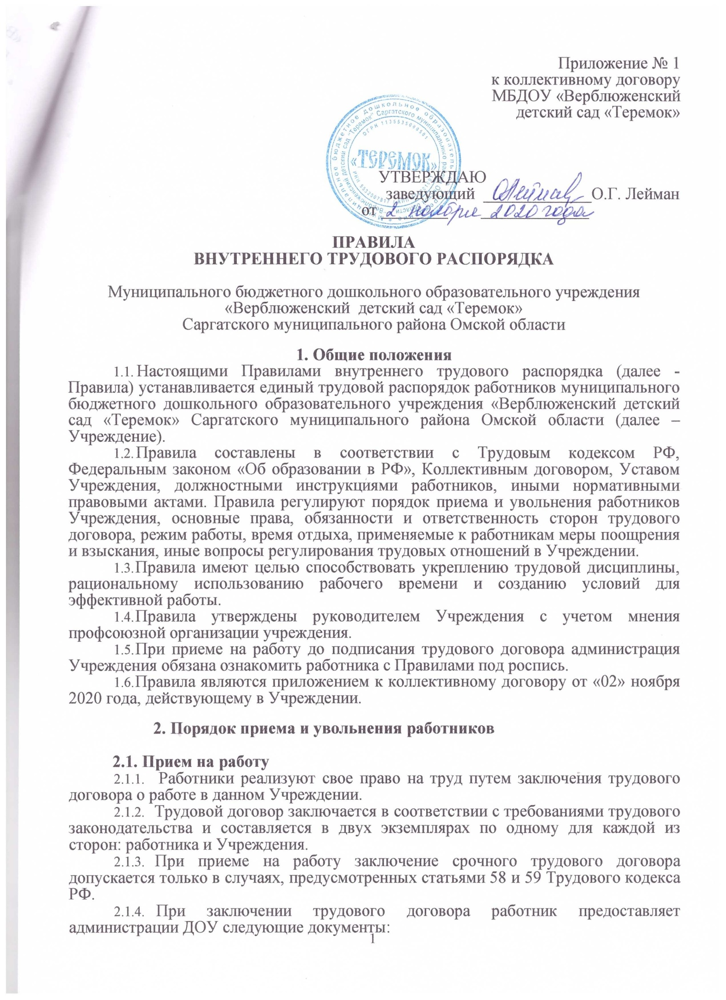 Приложение № 1
к коллективному договору
МБДОУ «Верблюженский
детский сад «Теремок»
ОГРН 1135535000501
«ТЕРЕМОК»
ИНН 5532007817
УТВЕРЖДАЮ
заведующий О.Г. Лейман
от 2 ноября 2020 года
ПРАВИЛА
ВНУТРЕННЕГО ТРУДОВОГО РАСПОРЯДКА
Муниципального бюджетного дошкольного образовательного учреждения
«Верблюженский детский сад «Теремок»
Саргатского муниципального района Омской области
1. Общие положения
1.1. Настоящими Правилами внутреннего трудового распорядка (далее -
Правила) устанавливается единый трудовой распорядок работников муниципального
бюджетного дошкольного образовательного учреждения «Верблюженский детский
сад «Теремок» Саргатского муниципального района Омской области (далее –
Учреждение).
1.2. Правила составлены в соответствии с Трудовым кодексом РФ,
Федеральным законом «Об образовании в РФ», Коллективным договором, Уставом
Учреждения, должностными инструкциями работников, иными нормативными
правовыми актами. Правила регулируют порядок приема и увольнения работников
Учреждения, основные права, обязанности и ответственность сторон трудового
договора, режим работы, время отдыха, применяемые к работникам меры поощрения
и взыскания, иные вопросы регулирования трудовых отношений в Учреждении.
1.3.Правила имеют целью способствовать укреплению трудовой дисциплины,
рациональному использованию рабочего времени и созданию условий для
эффективной работы.
1.4.Правила утверждены руководителем Учреждения с учетом мнения
профсоюзной организации учреждения.
1.5.При приеме на работу до подписания трудового договора администрация
Учреждения обязана ознакомить работника с Правилами под роспись.
1.6.Правила являются приложением к коллективному договору от «02» ноября
2020 года, действующему в Учреждении.
2. Порядок приема и увольнения работников
2.1. Прием на работу
2.1.1. Работники реализуют свое право на труд путем заключения трудового
договора о работе в данном Учреждении.
2.1.2. Трудовой договор заключается в соответствии с требованиями трудового
законодательства и составляется в двух экземплярах по одному для каждой из
сторон: работника и Учреждения.
2.1.3. При приеме на работу заключение срочного трудового договора
допускается только в случаях, предусмотренных статьями 58 и 59 Трудового кодекса
РФ.
2.1.4. При заключении трудового договора работник предоставляет
администрации ДОУ следующие документы:
1